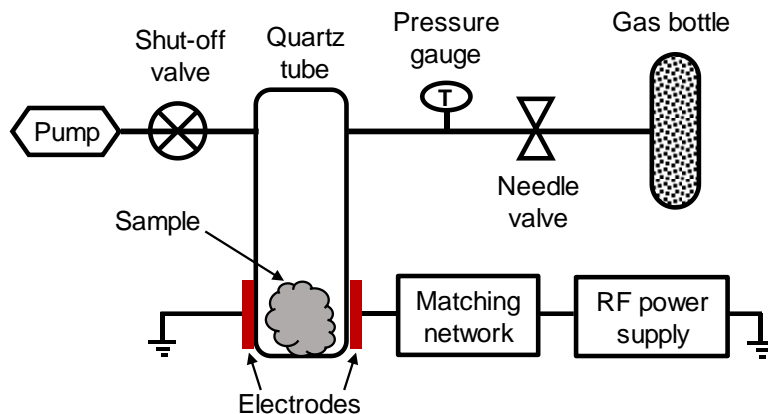 Shut-off
valve
Quartz
tube
Pressure
gauge
Gas bottle
Pump
T
Needle
valve
Sample
Matching
network
RF power
supply
Electrodes